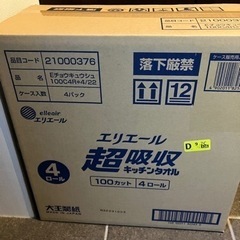 品目コード
21000376
品名
Eチョウキュウシュ
100C4R*4/22
ケース入数
4パック
落下厳禁
12
elleair
エリエール
エリエール
超吸収
キッチンタオル
4
ロール
100カット 4ロール
大王製紙
D